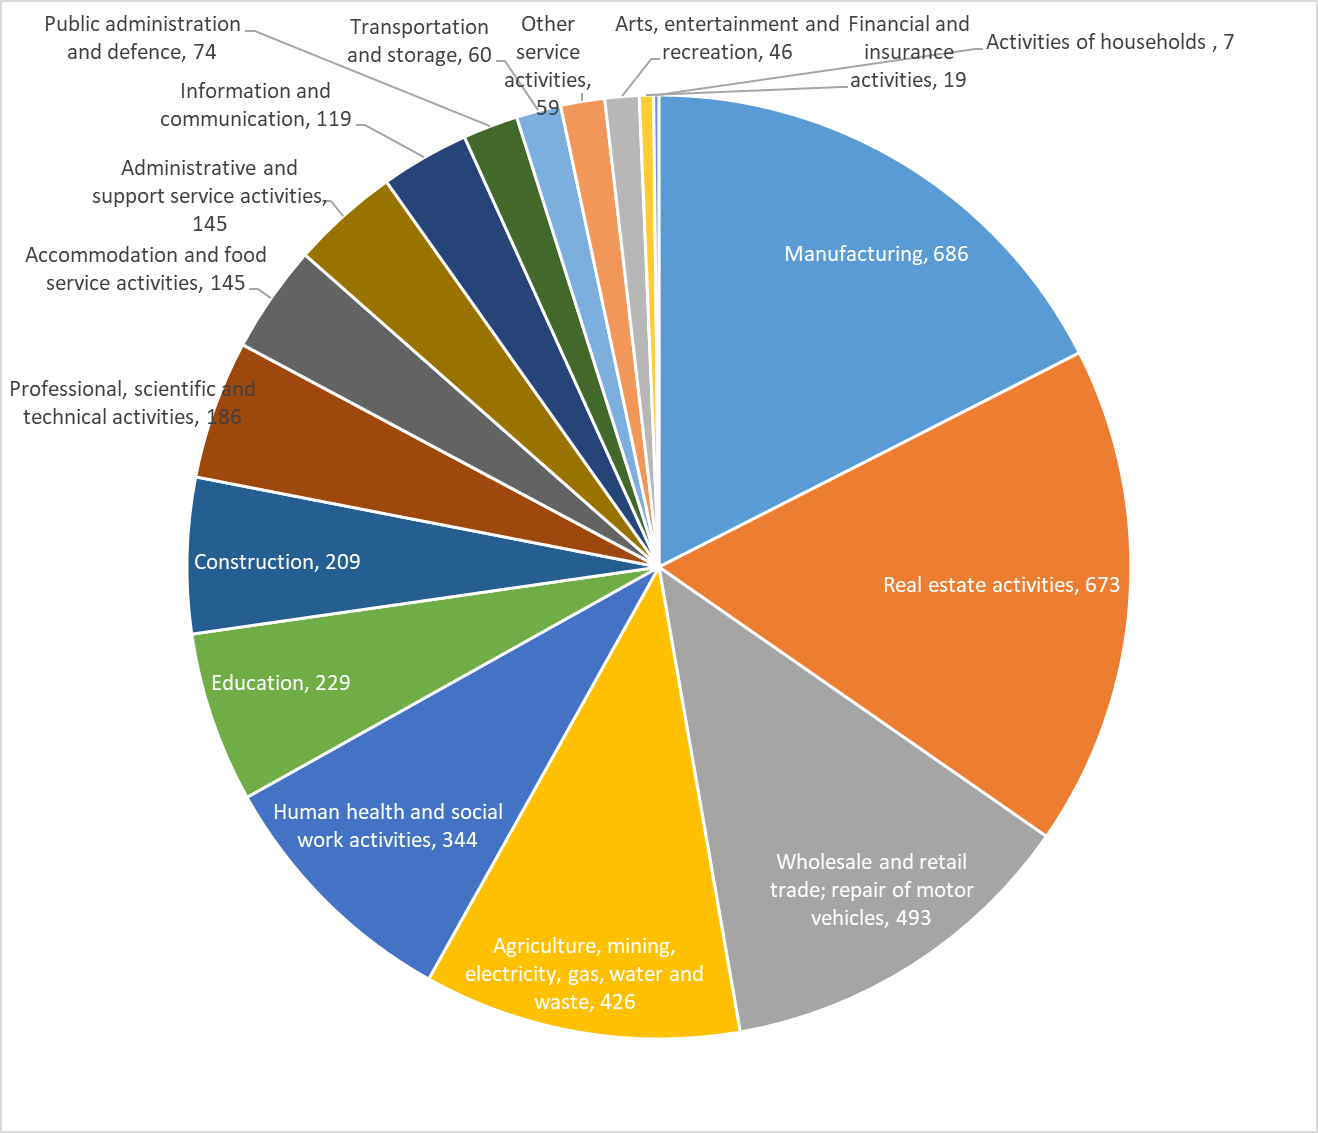 Public administration
and defence, 74
Transportation
and storage, 60
Other
service
activities,
59
Arts, entertainment and
recreation, 46
Financial and
insurance
activities, 19
Activities of households , 7
Information and
communication, 119
Administrative and
support service activities,
145
Accommodation and food
service activities, 145
Professional, scientific and
technical activities, 186
Construction, 209
Education, 229
Human health and social
work activities, 344
Agriculture, mining,
electricity, gas, water and
waste, 426
Wholesale and retail
trade; repair of motor
vehicles, 493
Real estate activities, 673
Manufacturing, 686